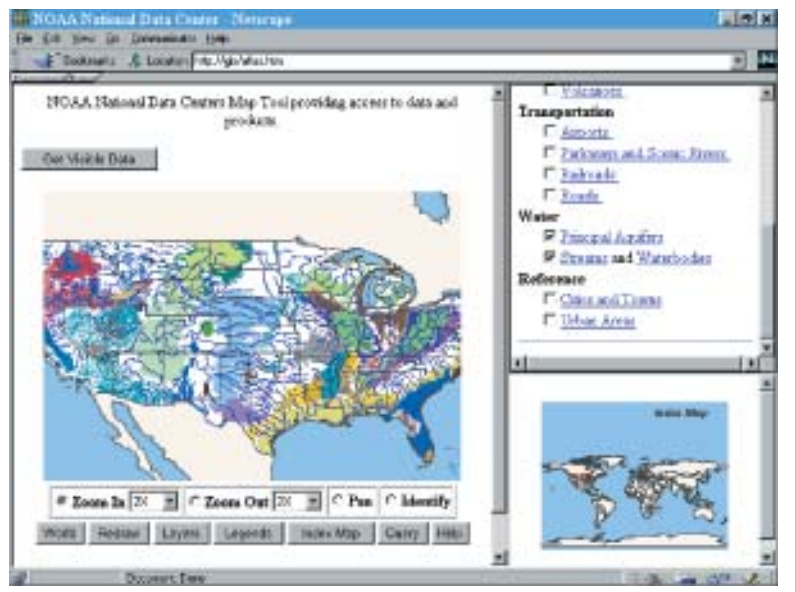 NOAA National Data Center - Netscape
File Edit View Go Communicator Help
Bookmarks Location
NOAA National Data Centers Map Tool providing access to data and
products
Get Visible Data
Zoom In 2X Zoom Out 2X Pan Identify
World Redraw Layers Legends Index Map Query Help
Volcanoes
Transportation
Airports
Parkways and Scenic Rivers
Railroads
Roads
Water
Principal Aquifers
Streams and Waterbodies
Reference
Cities and Towns
Urban Areas
Index Map
Document: Done